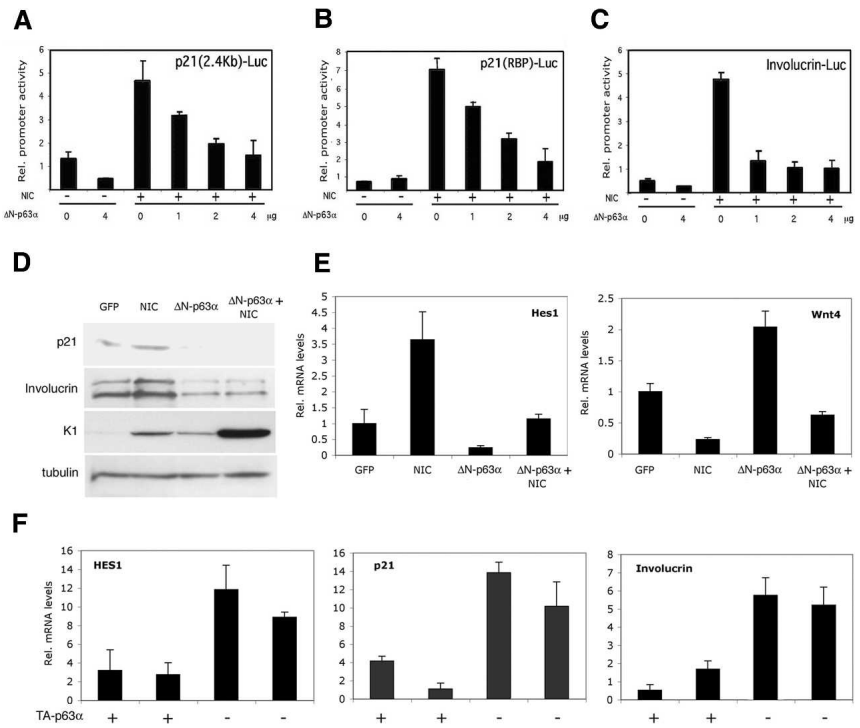 A
p21(2.4Kb)-Luc
Rel. promoter activity
6
5
4
3
2
1
NIC - - + + + +
ΔN-p63α 0 4 0 1 2 4 μg
B
p21(RBP)-Luc
Rel. promoter activity
8
7
6
5
4
3
2
1
NIC - - + + + +
ΔN-p63α 0 4 0 1 2 4 μg
C
Involucrin-Luc
Rel. promoter activity
6
5
4
3
2
1
NIC - - + + + +
ΔN-p63α 0 4 0 1 2 4 μg
D
GFP NIC ΔN-p63α ΔN-p63α + NIC
p21
Involucrin
K1
tubulin
E
Hes1
Rel. mRNA levels
5
4.5
4
3.5
3
2.5
2
1.5
1
0.5
0
GFP NIC ΔN-p63α ΔN-p63α + NIC
Wnt4
Rel. mRNA levels
2.5
2
1.5
1
0.5
0
GFP NIC ΔN-p63α ΔN-p63α + NIC
F
HES1
Rel. mRNA levels
16
14
12
10
8
6
4
2
0
TA-p63α + + - -
p21
16
14
12
10
8
6
4
2
0
+ + - -
Involucrin
8
7
6
5
4
3
2
1
0
+ + - -